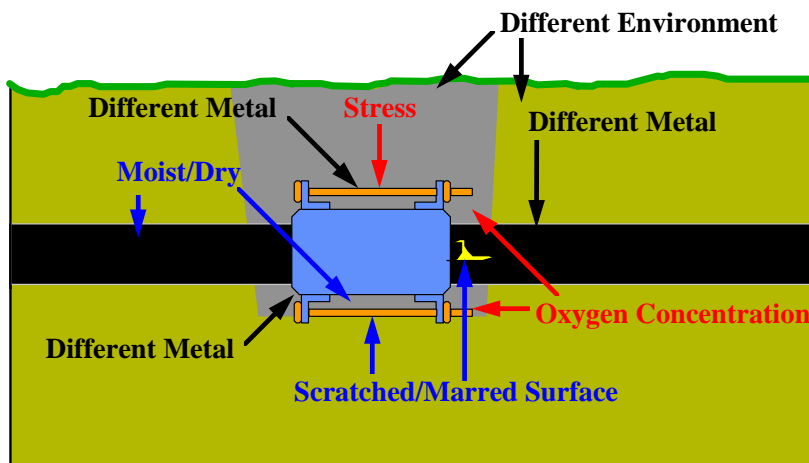 Different Environment
Different Metal
Stress
Different Metal
Moist/Dry
Oxygen Concentration
Different Metal
Scratched/Marred Surface